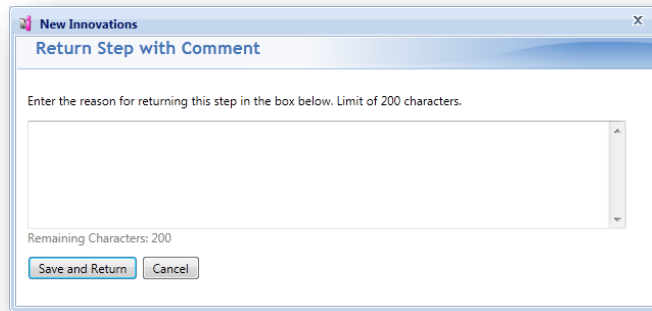 New Innovations
x
Return Step with Comment
Enter the reason for returning this step in the box below. Limit of 200 characters.
Remaining Characters: 200
Save and Return Cancel